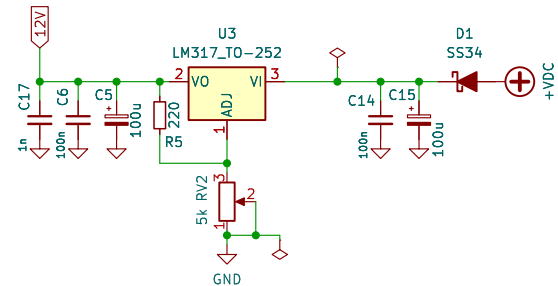 12V
U3
LM317_TO-252
D1
SS34
+VDC
2 VO VI 3
ADJ
1
C17
1n
C6
100n
C5
+
100u
220
R5
C14
100n
C15
+
100u
5k RV2
3
2
1
GND